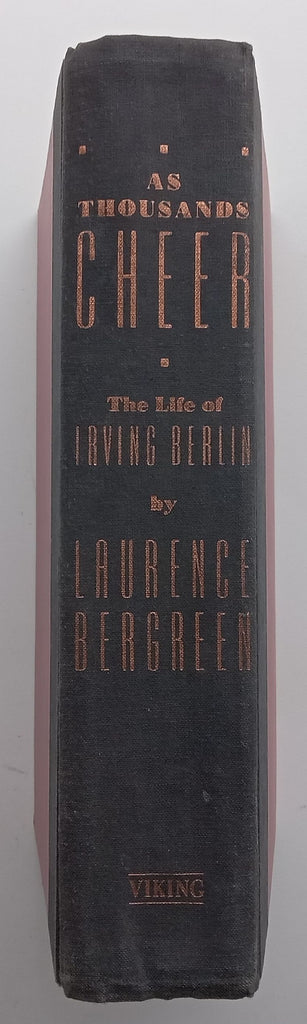 AS
THOUSANDS
CHEER
The Life of
IRVING BERLIN
by
LAURENCE
BERGREEN
VIKING